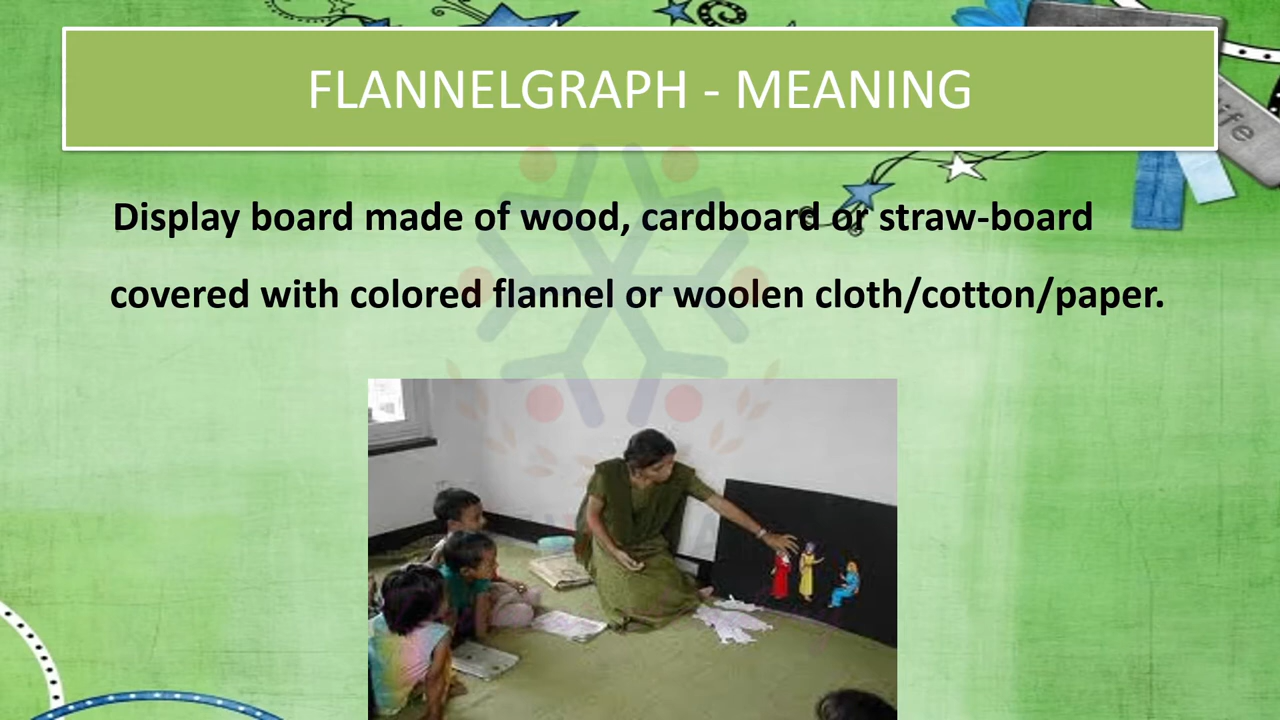 FLANNELGRAPH - MEANING
Display board made of wood, cardboard or straw-board
covered with colored flannel or woolen cloth/cotton/paper.